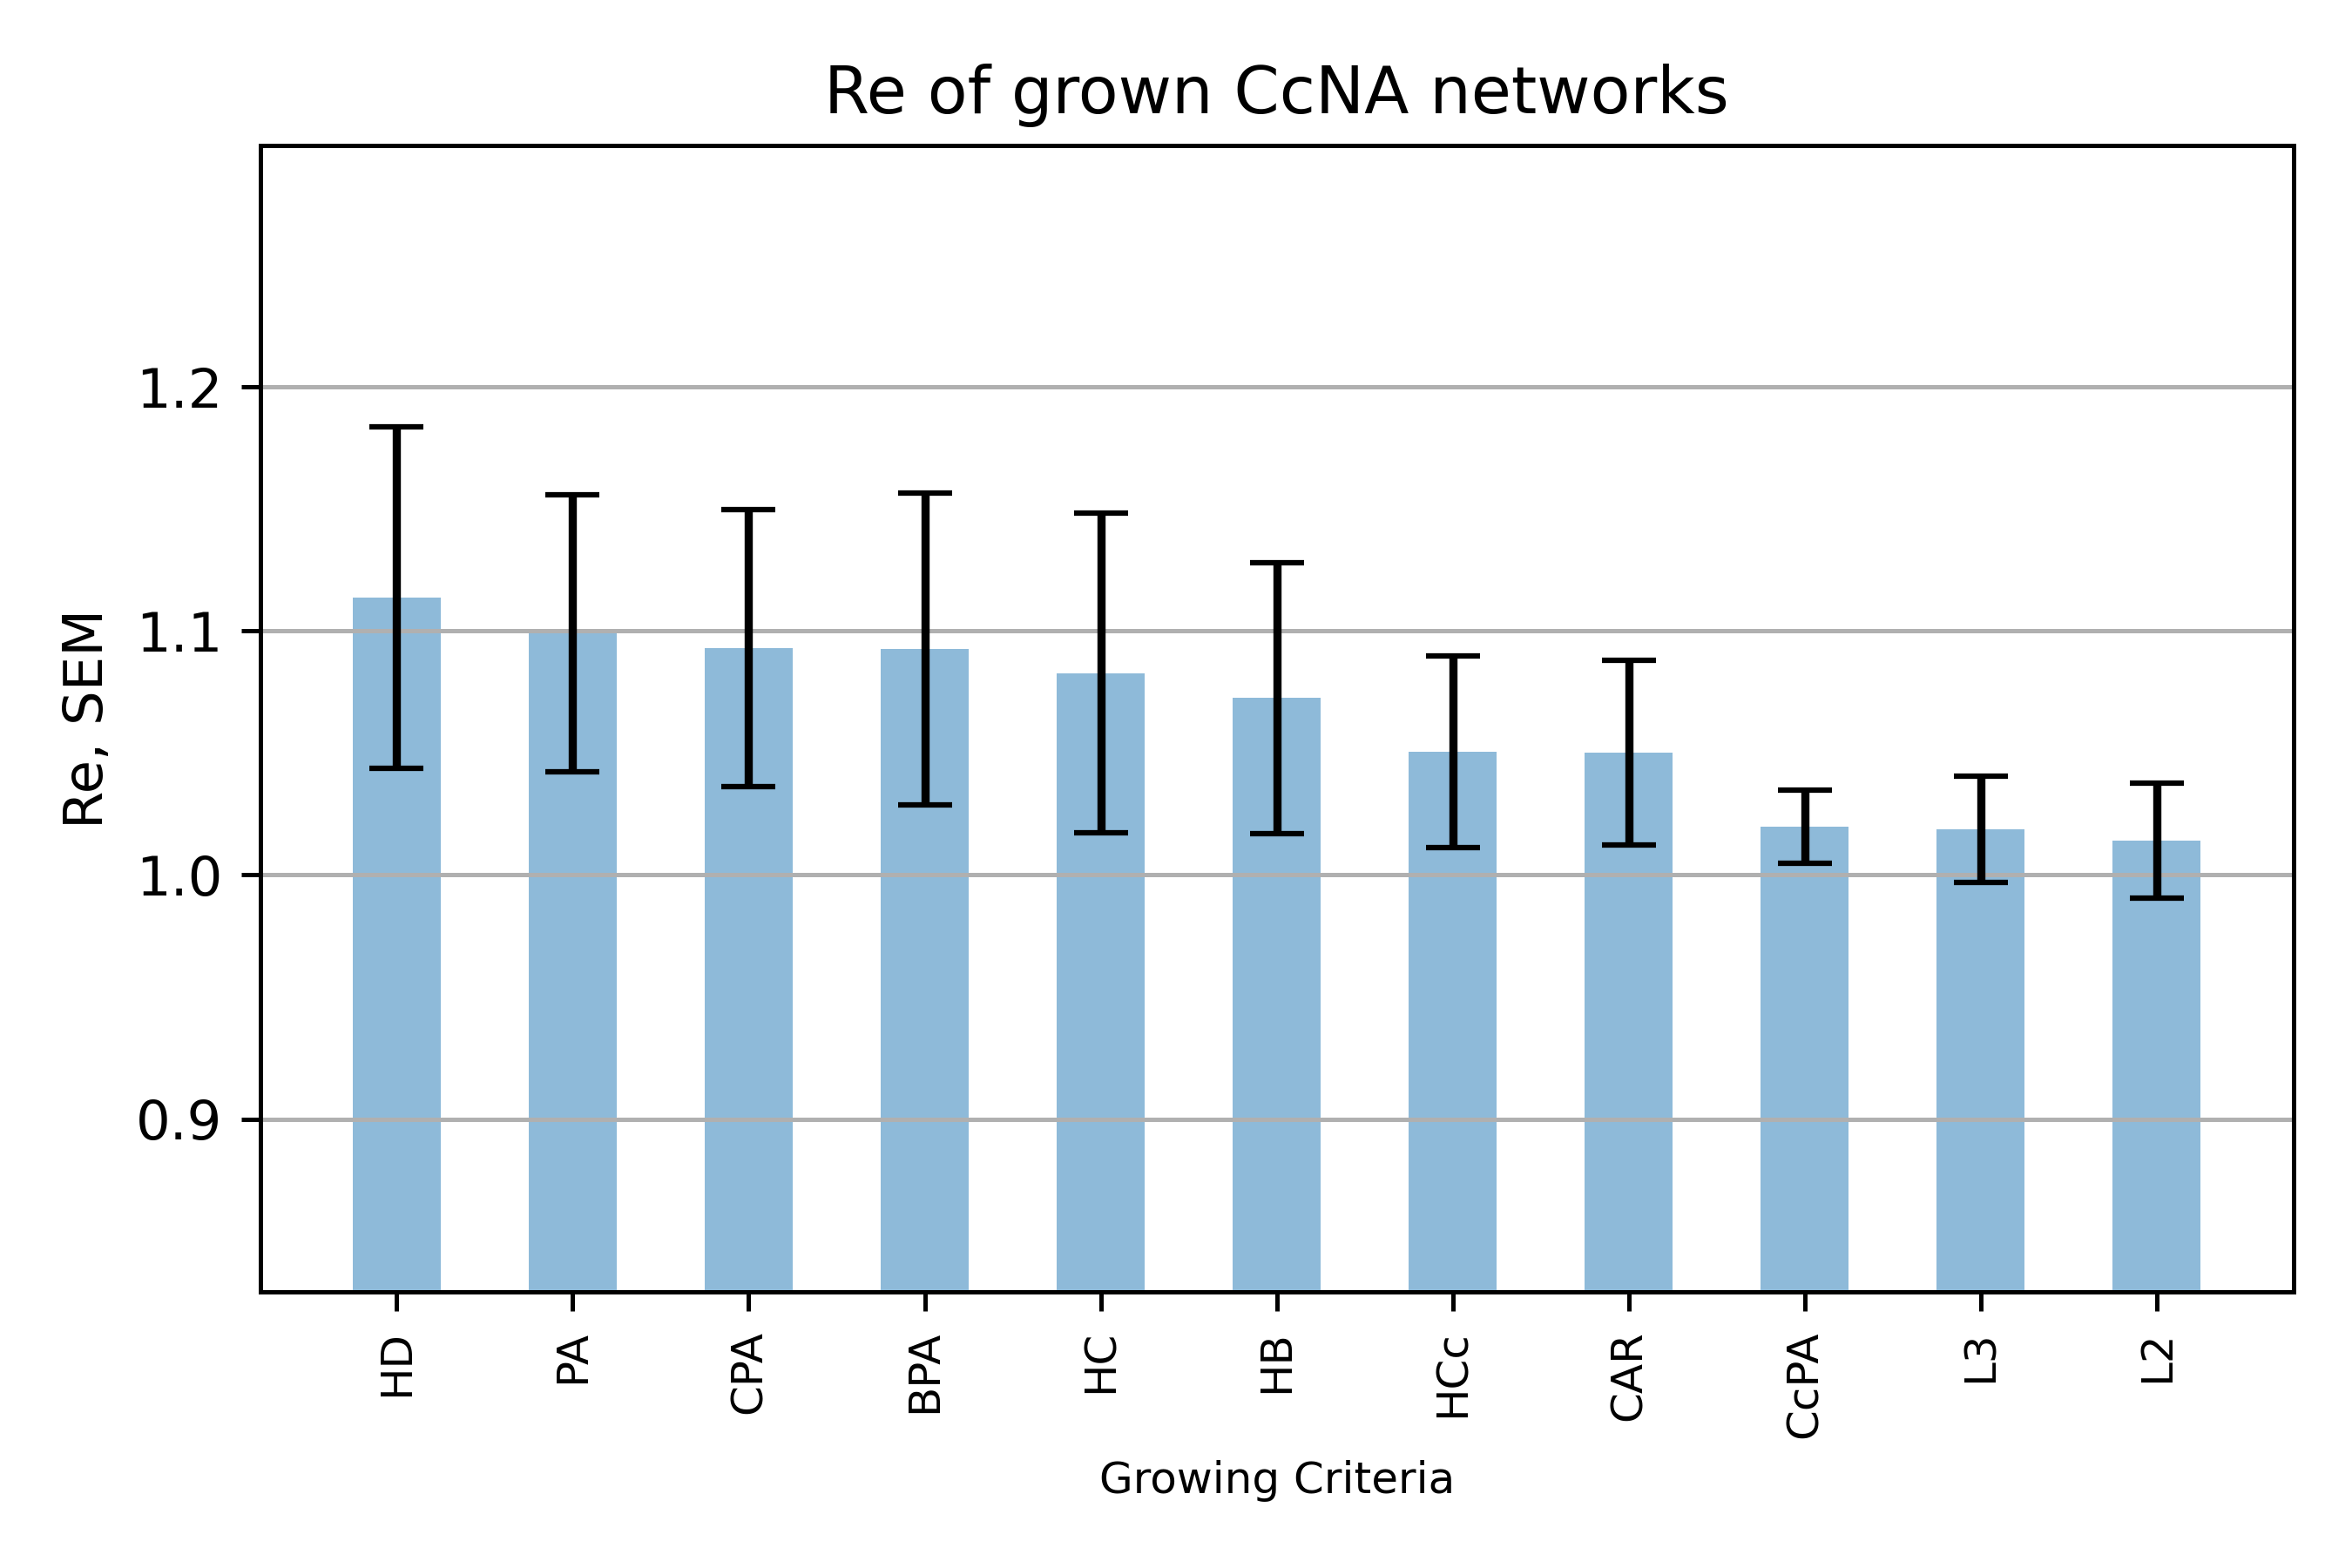 Re of grown CcNA networks
Re, SEM
1.2
1.1
1.0
0.9
HD
PA
CPA
BPA
HC
HB
HCc
CAR
CcPA
L3
L2
Growing Criteria